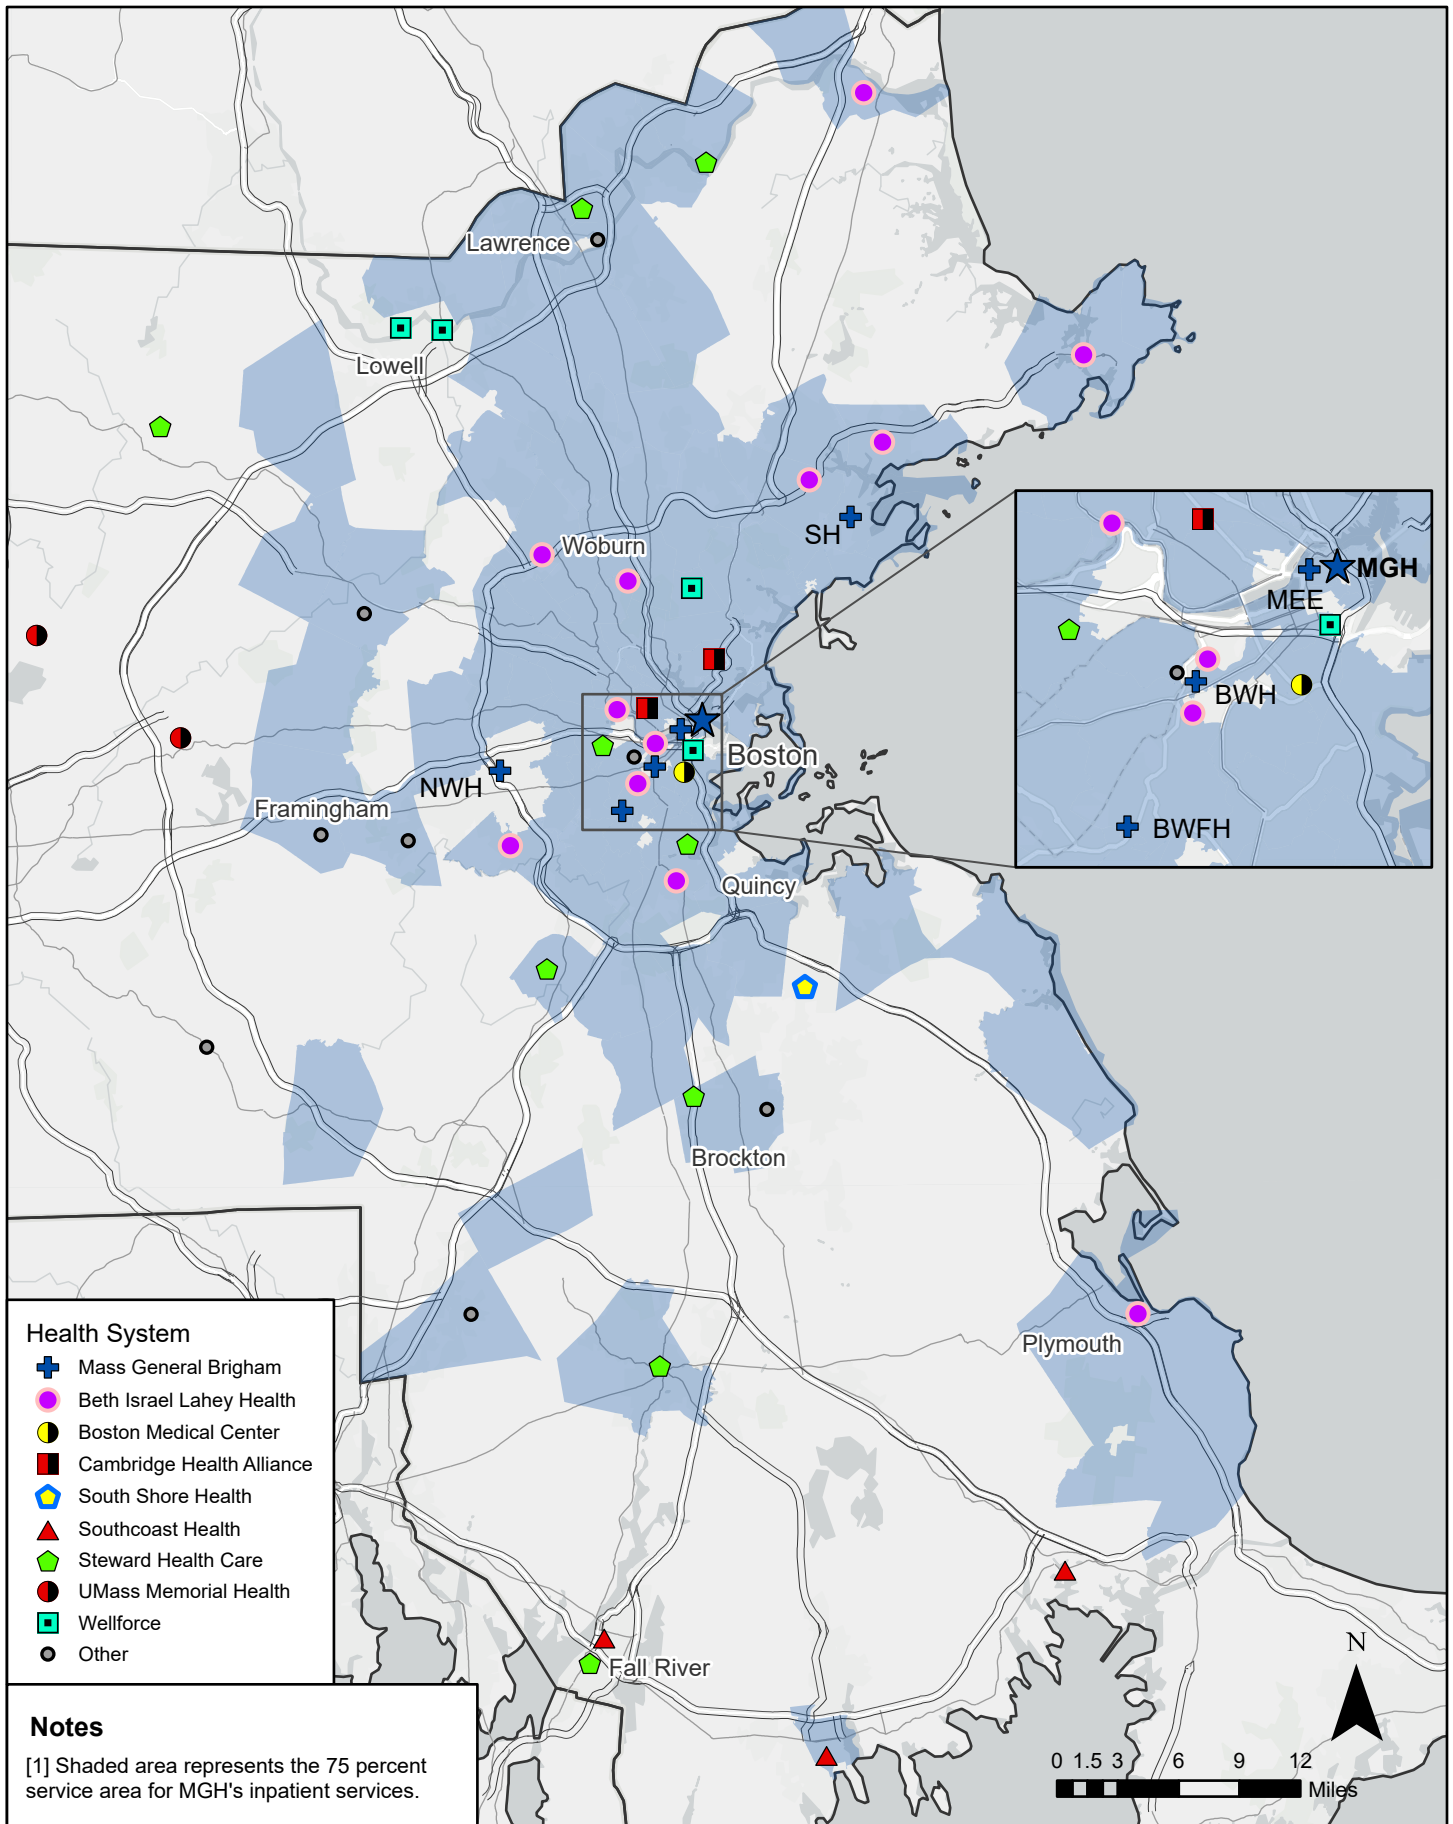 Lawrence
Lowell
SH
Woburn
MGH
MEE
BWH
BWFH
Boston
NWH
Framingham
Quincy
Brockton
Plymouth
Fall River
Health System
Mass General Brigham
Beth Israel Lahey Health
Boston Medical Center
Cambridge Health Alliance
South Shore Health
Southcoast Health
Steward Health Care
UMass Memorial Health
Wellforce
Other
Notes
[1] Shaded area represents the 75 percent
service area for MGH's inpatient services.
N
0 1.5 3 6 9 12
Miles